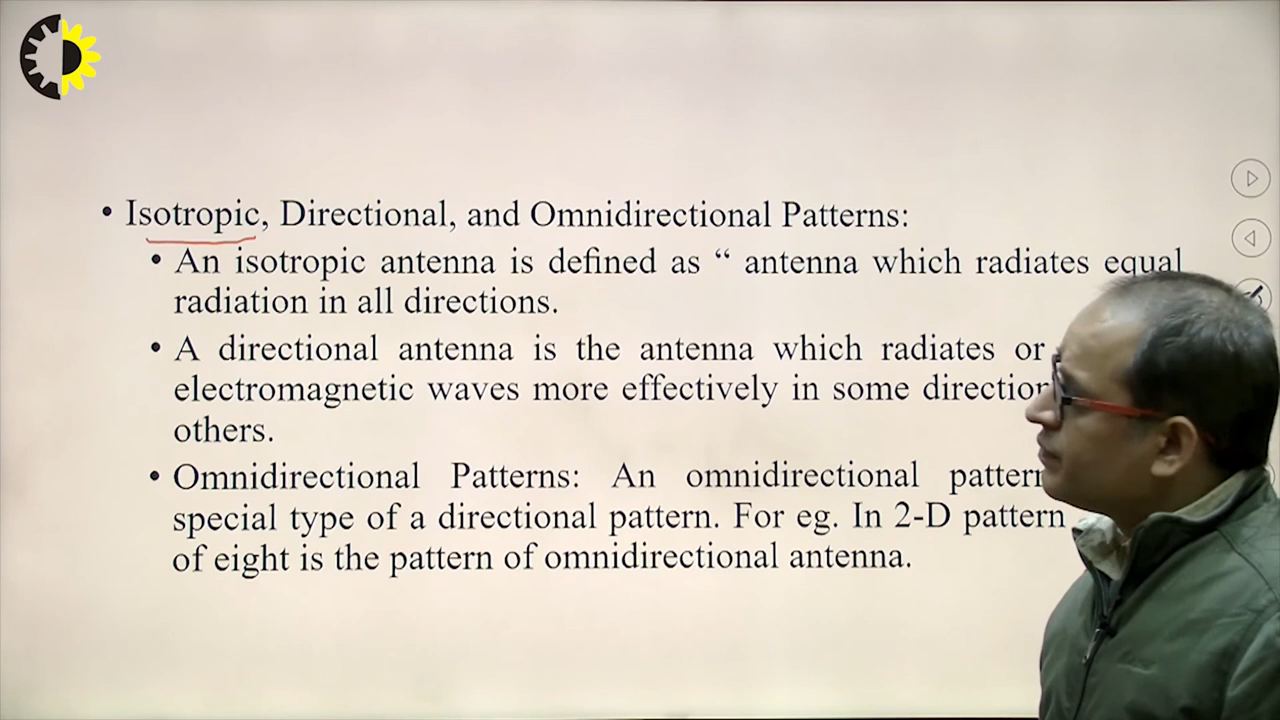 • Isotropic, Directional, and Omnidirectional Patterns:
• An isotropic antenna is defined as “ antenna which radiates equal
radiation in all directions.
• A directional antenna is the antenna which radiates or
electromagnetic waves more effectively in some
others.
• Omnidirectional Patterns: An omnidirectional
special type of a directional pattern. For eg. In 2-D pattern
of eight is the pattern of omnidirectional antenna.